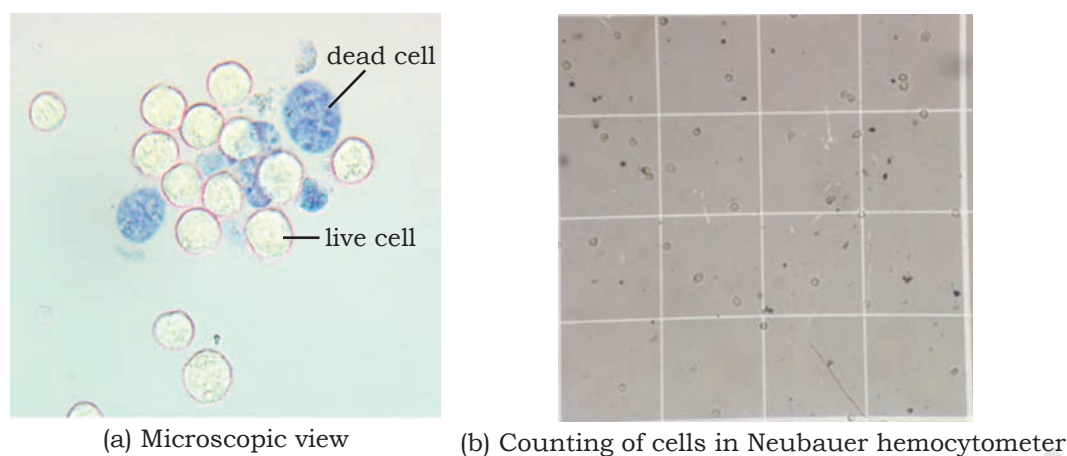 dead cell
live cell
(a) Microscopic view
(b) Counting of cells in Neubauer hemocytometer